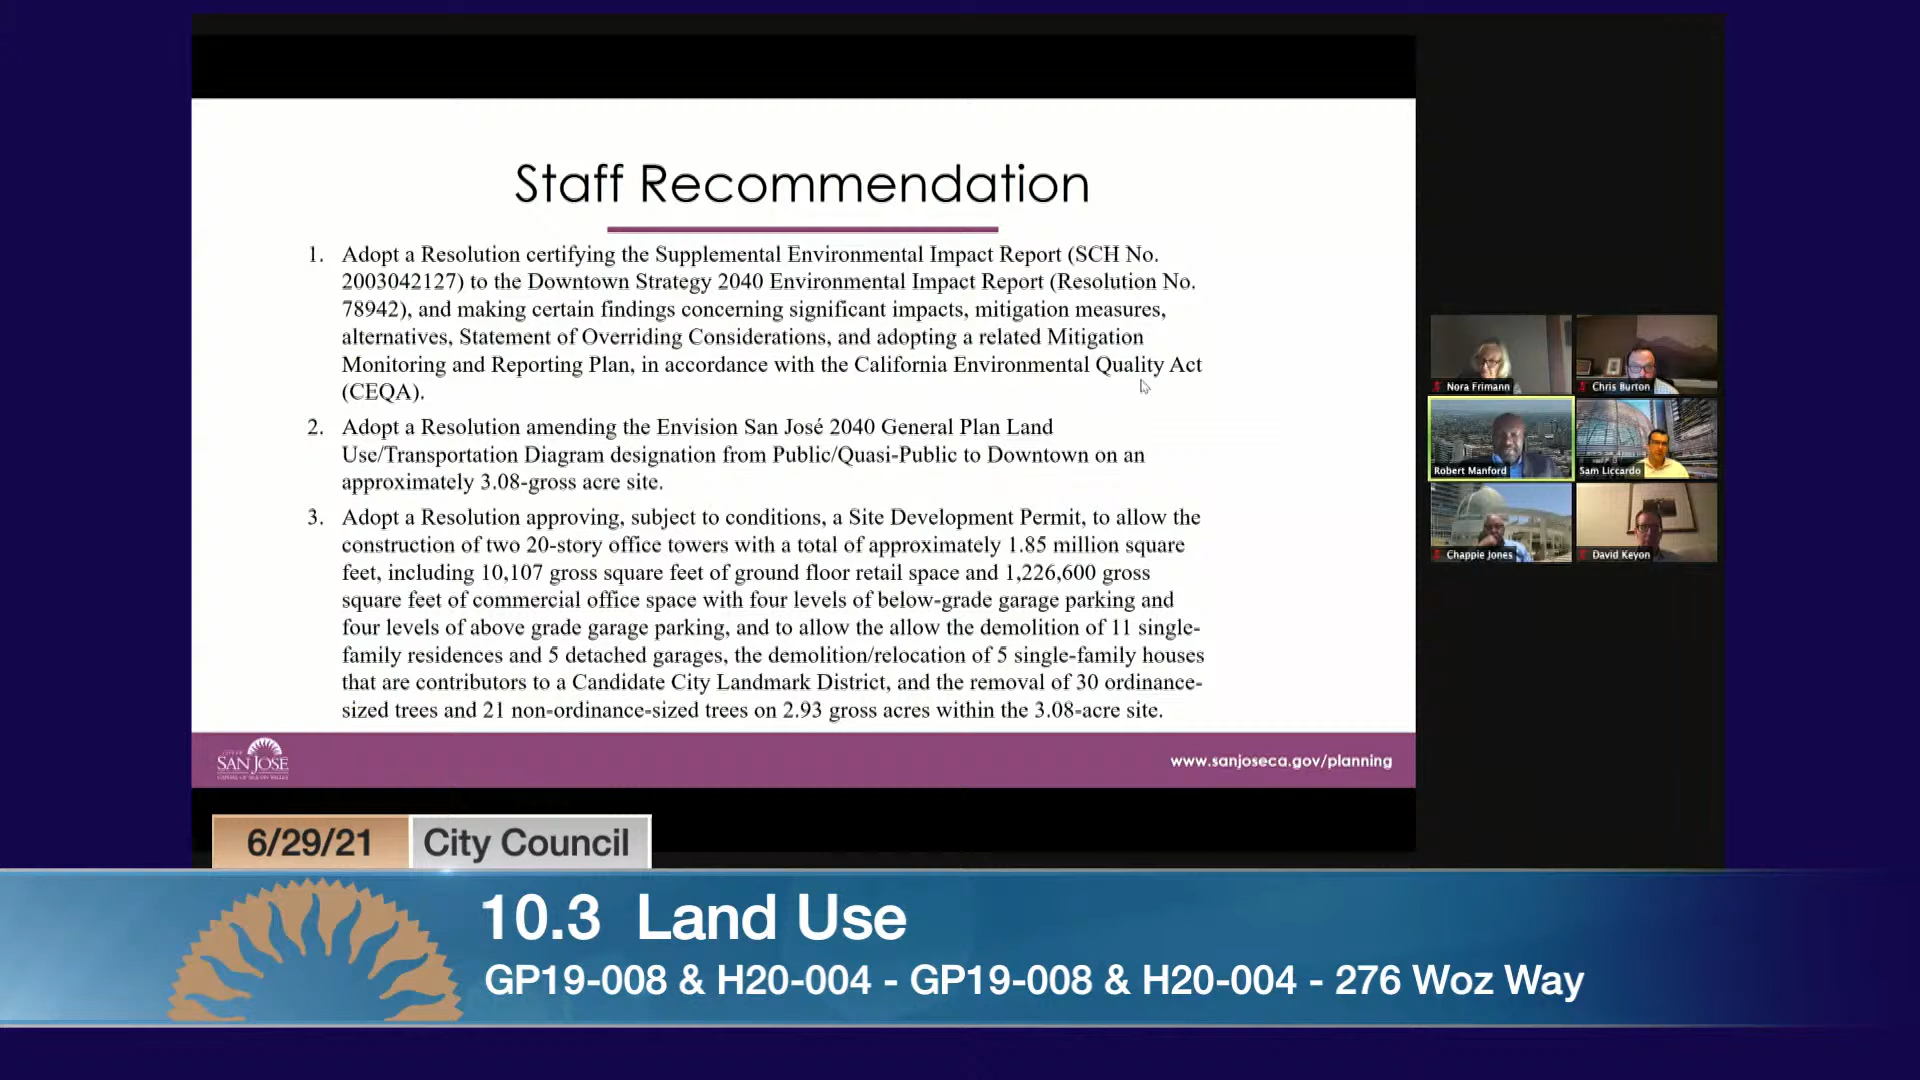 Staff Recommendation
1. Adopt a Resolution certifying the Supplemental Environmental Impact Report (SCH No.
2003042127) to the Downtown Strategy 2040 Environmental Impact Report (Resolution No.
78942), and making certain findings concerning significant impacts, mitigation measures,
alternatives, Statement of Overriding Considerations, and adopting a related Mitigation
Monitoring and Reporting Plan, in accordance with the California Environmental Quality Act
(CEQA).
2. Adopt a Resolution amending the Envision San José 2040 General Plan Land
Use/Transportation Diagram designation from Public/Quasi-Public to Downtown on an
approximately 3.08-gross acre site.
3. Adopt a Resolution approving, subject to conditions, a Site Development Permit, to allow the
construction of two 20-story office towers with a total of approximately 1.85 million square
feet, including 10,107 gross square feet of ground floor retail space and 1,226,600 gross
square feet of commercial office space with four levels of below-grade garage parking and
four levels of above grade garage parking, and to allow the allow the demolition of 11 single-
family residences and 5 detached garages, the demolition/relocation of 5 single-family houses
that are contributors to a Candidate City Landmark District, and the removal of 30 ordinance-
sized trees and 21 non-ordinance-sized trees on 2.93 gross acres within the 3.08-acre site.
CITY OF
SAN JOSE
CAPITAL OF SILICON VALLEY
www.sanjoseca.gov/planning
Nora Frimann
Chris Burton
Robert Manford
Sam Liccardo
Chappie Jones
David Keyon
6/29/21 City Council
10.3 Land Use
GP19-008 & H20-004 - GP19-008 & H20-004 - 276 Woz Way